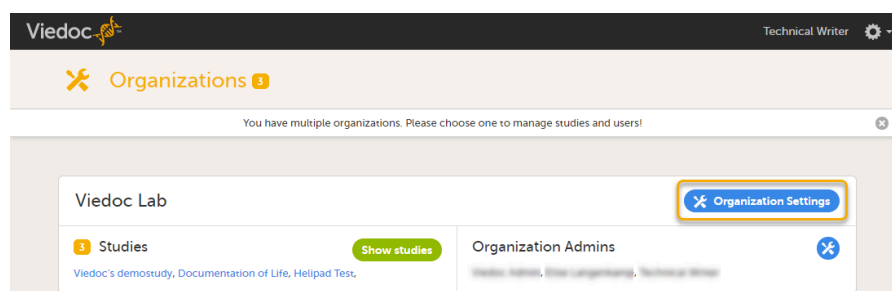 Viedoc
Technical Writer
Organizations 3
You have multiple organizations. Please choose one to manage studies and users!
Viedoc Lab
Organization Settings
3 Studies
Show studies
Organization Admins
Viedoc's demostudy, Documentation of Life, Helipad Test,